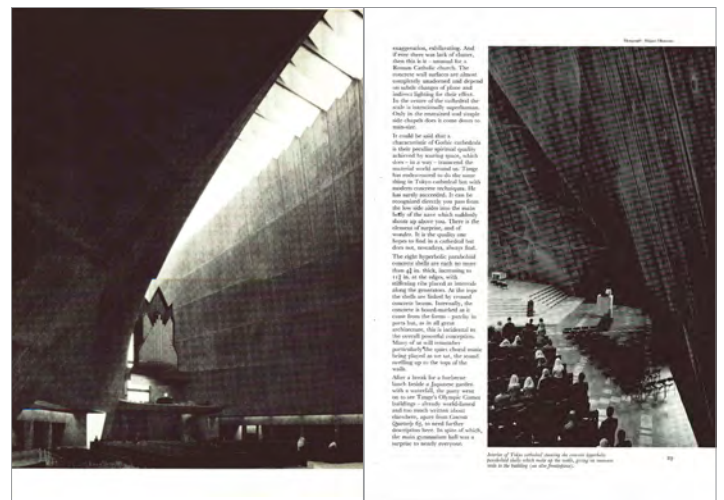 exaggeration, exhilarating. And
if ever there was lack of clutter,
then this is it – unusual for a
Roman Catholic church. The
concrete wall surfaces are almost
completely unadorned and depend
on subtle changes of plane and
indirect lighting for their effect.
In the centre of the cathedral the
scale is intentionally superhuman.
Only in the restrained and simple
side chapels does it come down to
man-size.
It could be said that a
characteristic of Gothic cathedrals
is their peculiar spiritual quality
achieved by soaring space, which
does – in a way – transcend the
material world around us. Tange
has endeavoured to do the same
thing in Tokyo cathedral but with
modern concrete techniques. He
has surely succeeded. It can be
recognized directly you pass from
the low side aisles into the main
body of the nave which suddenly
shoots up above you. There is the
element of surprise, and of
wonder. It is the quality one
hopes to find in a cathedral but
does not, nowadays, always find.
The eight hyperbolic paraboloid
concrete shells are each no more
than in. thick, increasing to
in. at the edges, with
stiffening ribs placed at intervals
along the generators. At the tops
the shells are linked by crossed
concrete beams. Internally, the
concrete is board-marked as it
came from the forms – patchy in
parts but, as in all great
architecture, this is incidental to
the overall powerful conception.
Many of us will remember
particularly the quiet choral music
being played as we sat, the sound
swelling up to the tops of the
walls.
After a break for a
lunch inside a Japanese garden
with a waterfall, the party went
on to see Tange's Olympic Games
buildings – already world-famed
and too much written about
elsewhere, apart from Concrete
Quarterly 65, to need further
description here. In spite of which,
the main gymnasium hall was a
surprise to nearly everyone.
Interior of Tokyo cathedral showing the concrete hyperbolic
paraboloid shells which make up the walls, giving an immense
scale to the building (see also frontispiece).
29